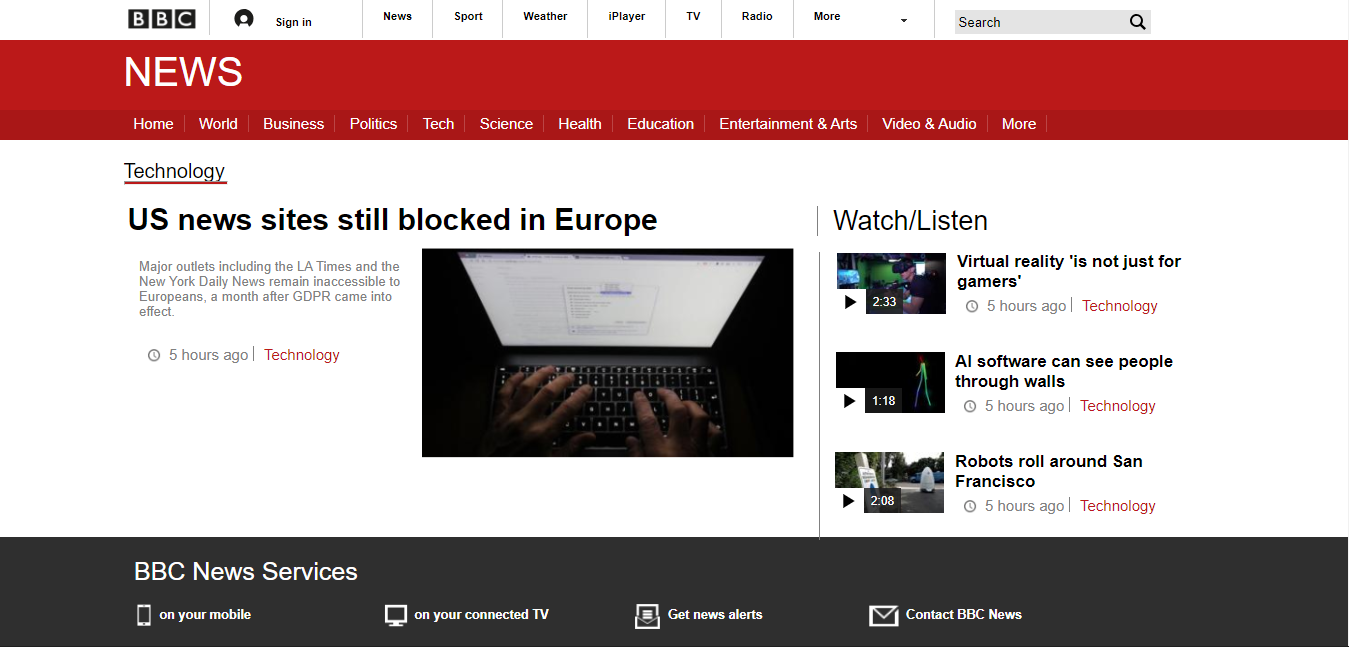 BBC
Sign in
News
Sport
Weather
iPlayer
TV
Radio
More
Search
NEWS
Home
World
Business
Politics
Tech
Science
Health
Education
Entertainment & Arts
Video & Audio
More
Technology
US news sites still blocked in Europe
Major outlets including the LA Times and the
New York Daily News remain inaccessible to
Europeans, a month after GDPR came into
effect.
5 hours ago
Technology
Watch/Listen
2:33
Virtual reality 'is not just for
gamers'
5 hours ago
Technology
1:18
AI software can see people
through walls
5 hours ago
Technology
2:08
Robots roll around San
Francisco
5 hours ago
Technology
BBC News Services
on your mobile
on your connected TV
Get news alerts
Contact BBC News